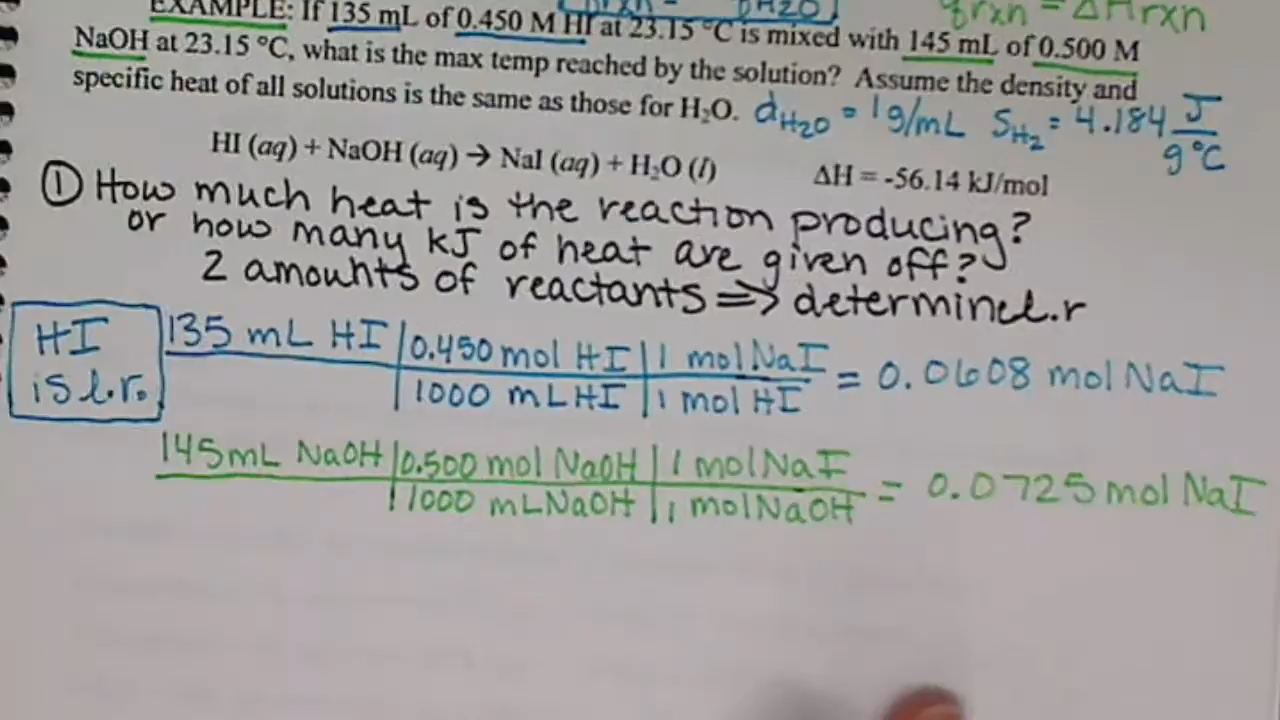 EXAMPLE: If 135 mL of 0.450 M HI at 23.15 °C is mixed with 145 mL of 0.500 M
qrxn = ΔHrxn
NaOH at 23.15 °C, what is the max temp reached by the solution? Assume the density and
specific heat of all solutions is the same as those for H₂O. dH2O = 1g/mL SH2 = 4.184 J/g°C
HI (aq) + NaOH (aq) → NaI (aq) + H₂O (l) ΔH = -56.14 kJ/mol
① How much heat is the reaction producing?
or how many kJ of heat are given off?
2 amounts of reactants => determine l.r
HI
is l.r.
135 mL HI | 0.450 mol HI | 1 mol NaI = 0.0608 mol NaI
1000 mL HI | 1 mol HI
145mL NaOH | 0.500 mol NaOH | 1 mol NaI = 0.0725 mol NaI
1000 mL NaOH | 1 mol NaOH